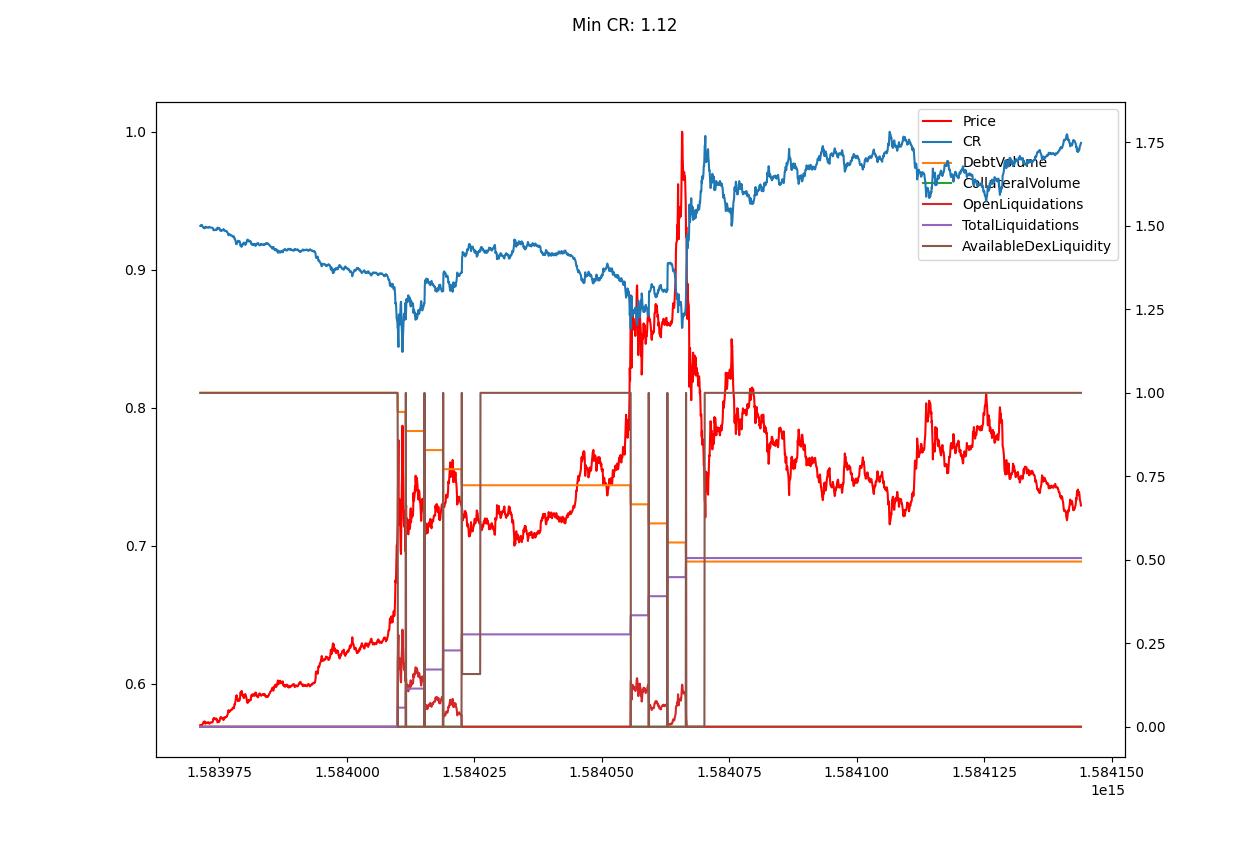 Min CR: 1.12
1.0
0.9
0.8
0.7
0.6
Price
CR
DebtVolume
CollateralVolume
OpenLiquidations
TotalLiquidations
AvailableDexLiquidity
1.75
1.50
1.25
1.00
0.75
0.50
0.25
0.00
1.583975 1.584000 1.584025 1.584050 1.584075 1.584100 1.584125 1.584150
1e15